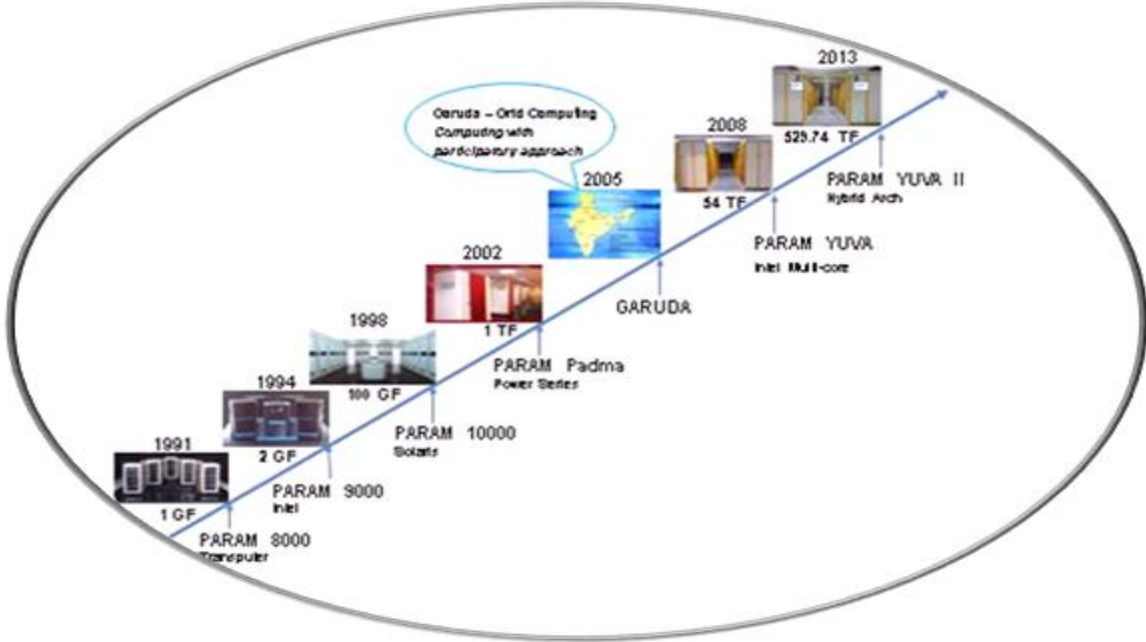 2013
529.74 TF
PARAM YUVA II
Hybrid Arch
2008
54 TF
PARAM YUVA
Intel Multi-core
Garuda – Grid Computing
Computing with
participatory approach
2005
GARUDA
2002
1 TF
PARAM Padma
Power Series
1998
100 GF
PARAM 10000
Solaris
1994
2 GF
PARAM 9000
Intel
1991
1 GF
PARAM 8000
Transputer